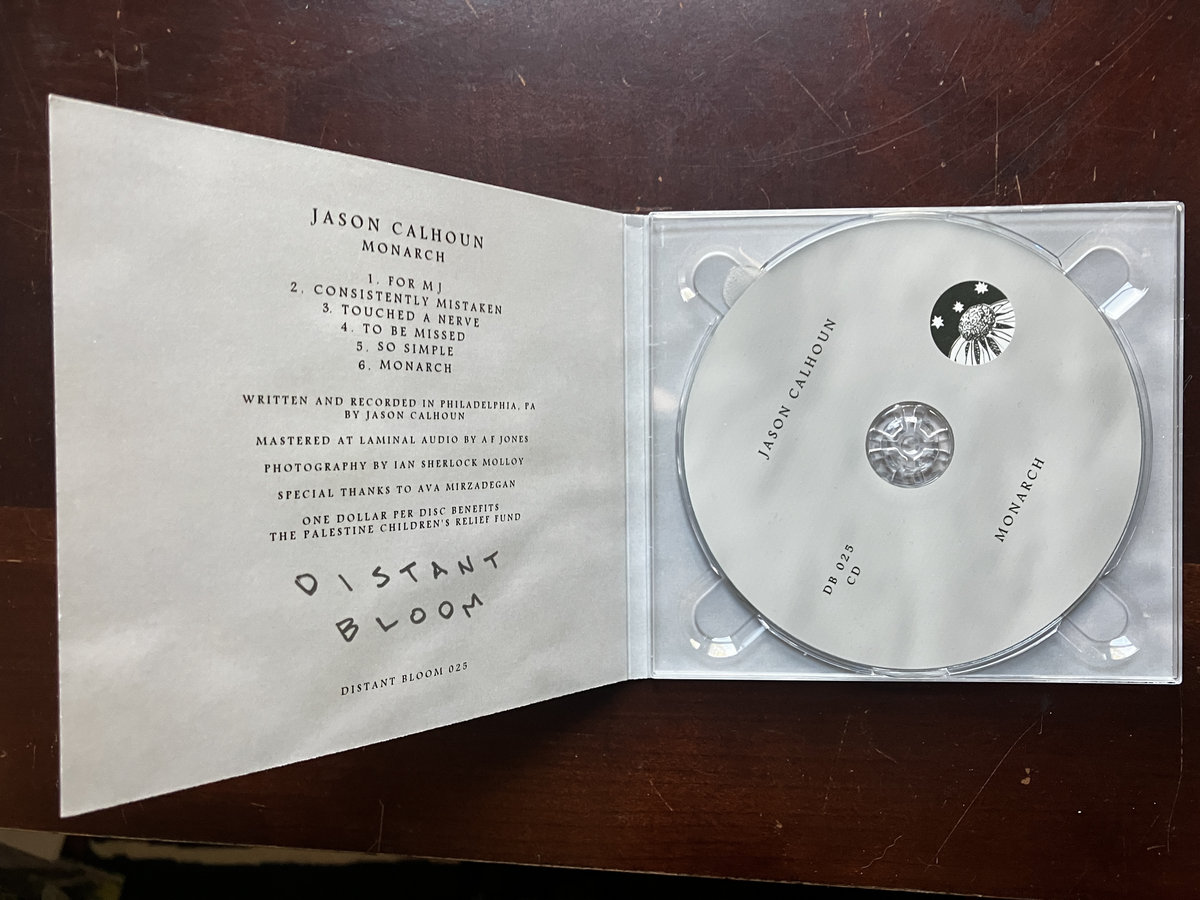 JASON CALHOUN
MONARCH
1. FOR MJ
2. CONSISTENTLY MISTAKEN
3. TOUCHED A NERVE
4. TO BE MISSED
5. SO SIMPLE
6. MONARCH
WRITTEN AND RECORDED IN PHILADELPHIA, PA
BY JASON CALHOUN
MASTERED AT LAMINAL AUDIO BY A F JONES
PHOTOGRAPHY BY IAN SHERLOCK MOLLOY
SPECIAL THANKS TO AVA MIRZADEGAN
ONE DOLLAR PER DISC BENEFITS
THE PALESTINE CHILDREN'S RELIEF FUND
DISTANT
BLOOM
DISTANT BLOOM 025
JASON CALHOUN
MONARCH
DB 025
CD